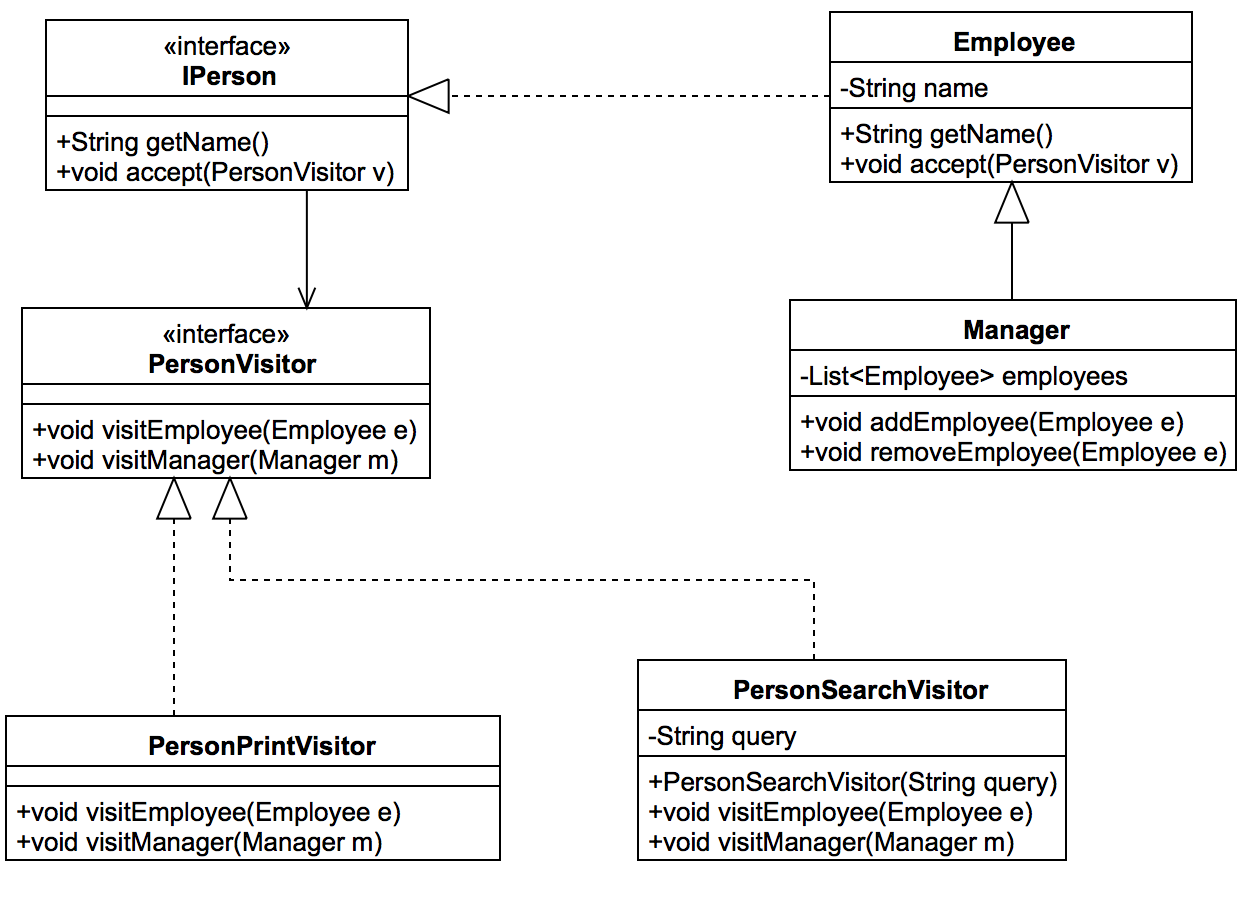 «interface»
IPerson
+String getName()
+void accept(PersonVisitor v)
Employee
-String name
+String getName()
+void accept(PersonVisitor v)
«interface»
PersonVisitor
+void visitEmployee(Employee e)
+void visitManager(Manager m)
Manager
-List<Employee> employees
+void addEmployee(Employee e)
+void removeEmployee(Employee e)
PersonPrintVisitor
+void visitEmployee(Employee e)
+void visitManager(Manager m)
PersonSearchVisitor
-String query
+PersonSearchVisitor(String query)
+void visitEmployee(Employee e)
+void visitManager(Manager m)